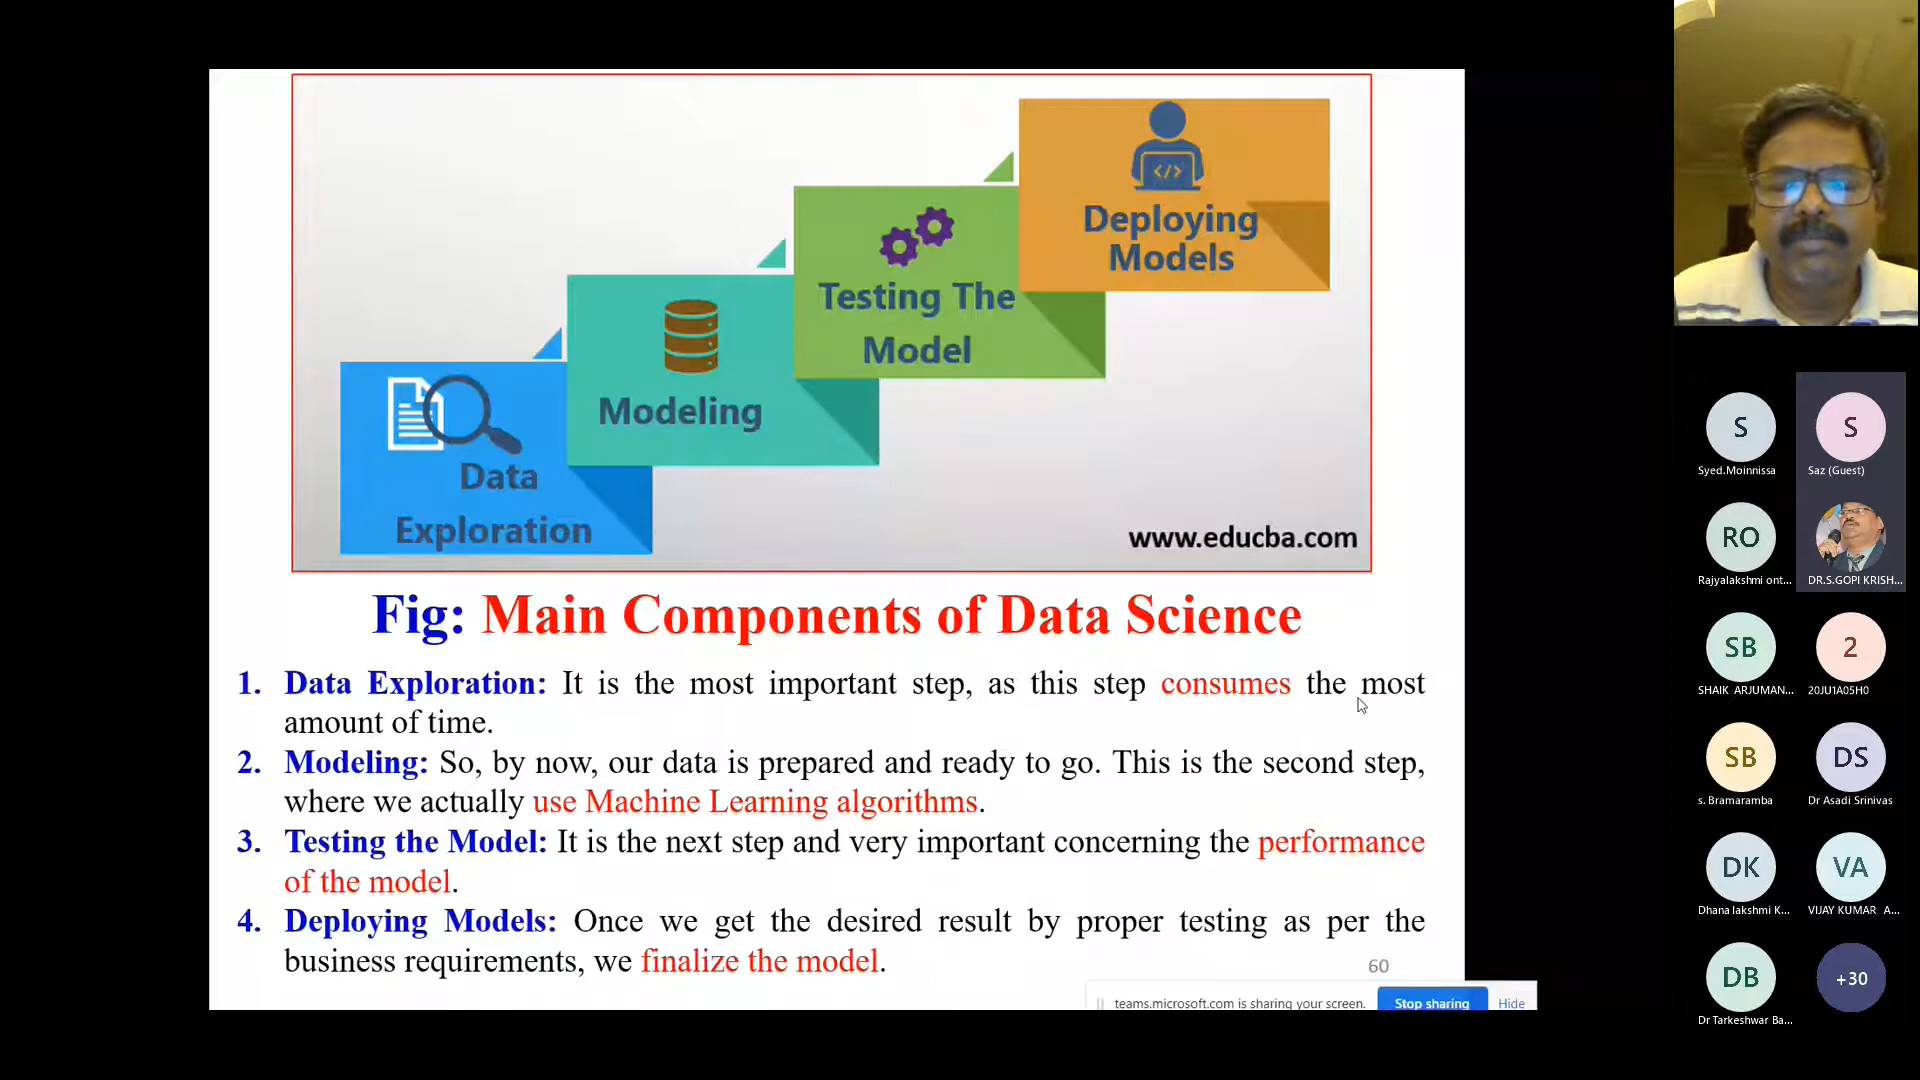 Deploying
Models
Testing The
Model
Modeling
Data
Exploration
www.educba.com
Fig: Main Components of Data Science
1. Data Exploration: It is the most important step, as this step consumes the most
amount of time.
2. Modeling: So, by now, our data is prepared and ready to go. This is the second step,
where we actually use Machine Learning algorithms.
3. Testing the Model: It is the next step and very important concerning the performance
of the model.
4. Deploying Models: Once we get the desired result by proper testing as per the
business requirements, we finalize the model.
60
teams.microsoft.com is sharing your screen. Stop sharing Hide
S
Syed.Moinnissa
S
Saz (Guest)
RO
Rajyalakshmi ont...
DR.S.GOPI KRISH...
SB
SHAIK ARJUMAN...
2
20JU1A05H0
SB
s. Bramaramba
DS
Dr Asadi Srinivas
DK
Dhana lakshmi K...
VA
VIJAY KUMAR A...
DB
Dr Tarkeshwar Ba...
+30